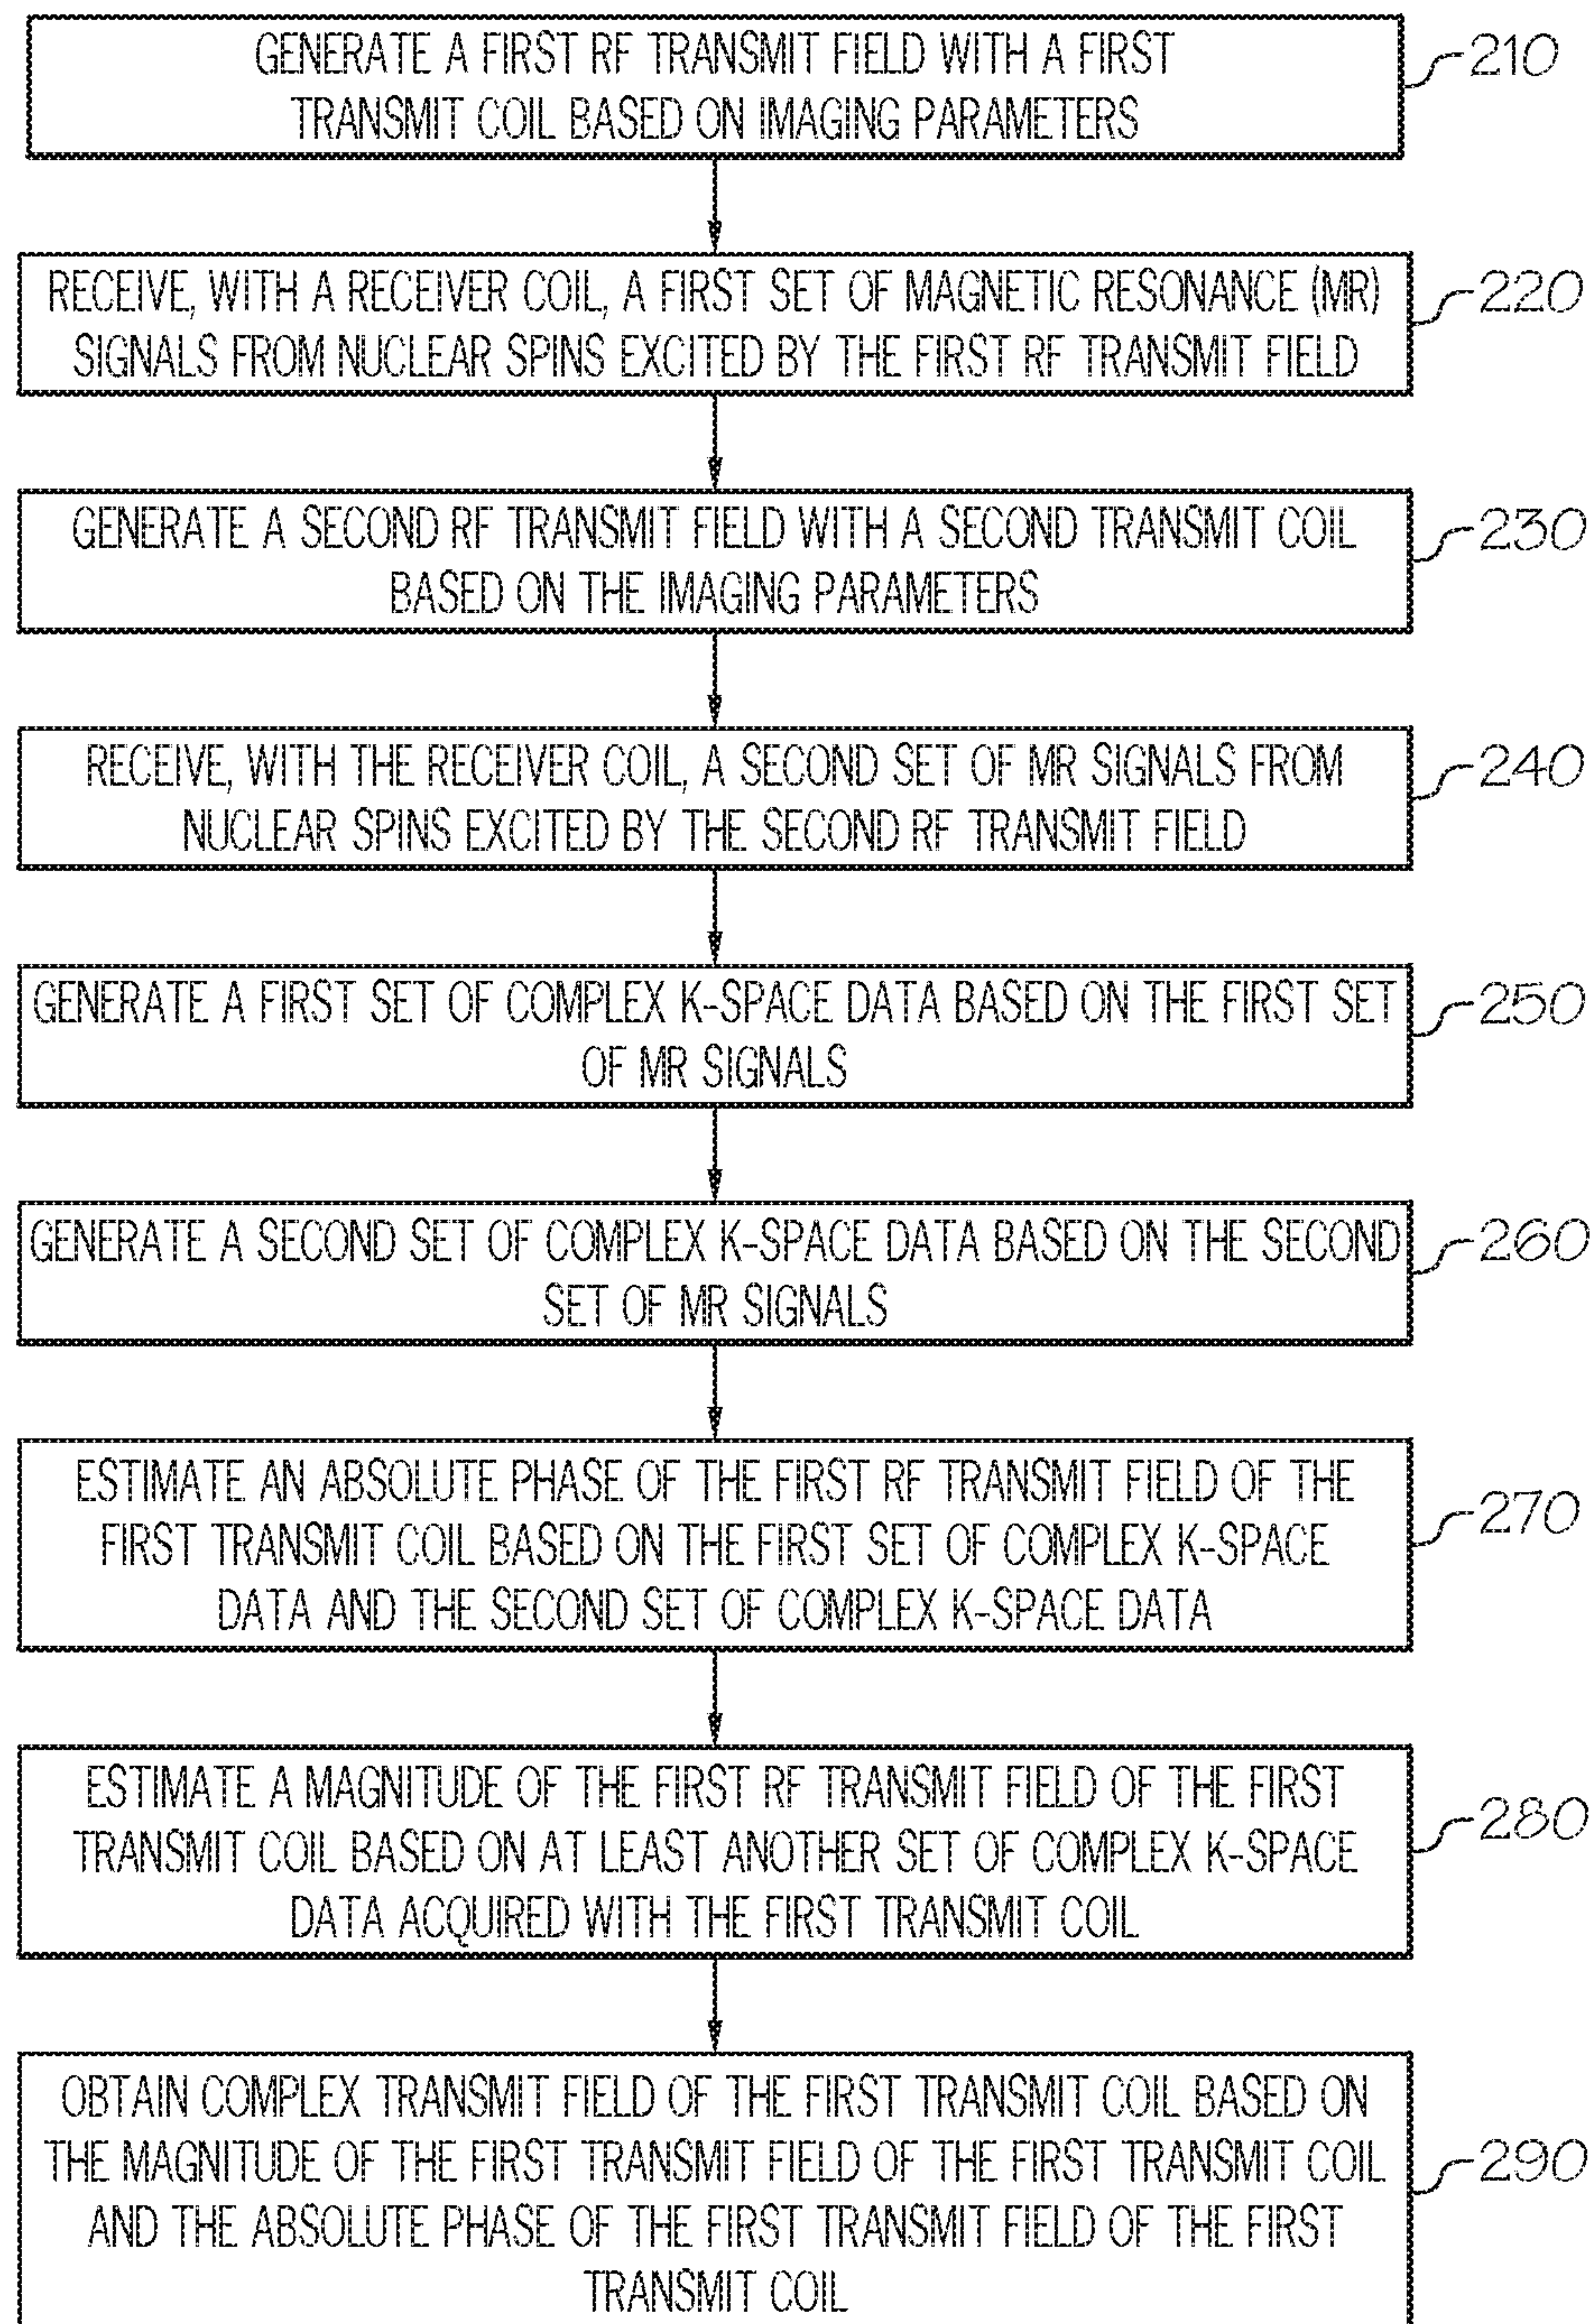 GENERATE A FIRST RF TRANSMIT FIELD WITH A FIRST
TRANSMIT COIL BASED ON IMAGING PARAMETERS
210
RECEIVE, WITH A RECEIVER COIL, A FIRST SET OF MAGNETIC RESONANCE (MR)
SIGNALS FROM NUCLEAR SPINS EXCITED BY THE FIRST RF TRANSMIT FIELD
220
GENERATE A SECOND RF TRANSMIT FIELD WITH A SECOND TRANSMIT COIL
BASED ON THE IMAGING PARAMETERS
230
RECEIVE, WITH THE RECEIVER COIL, A SECOND SET OF MR SIGNALS FROM
NUCLEAR SPINS EXCITED BY THE SECOND RF TRANSMIT FIELD
240
GENERATE A FIRST SET OF COMPLEX K-SPACE DATA BASED ON THE FIRST SET
OF MR SIGNALS
250
GENERATE A SECOND SET OF COMPLEX K-SPACE DATA BASED ON THE SECOND
SET OF MR SIGNALS
260
ESTIMATE AN ABSOLUTE PHASE OF THE FIRST RF TRANSMIT FIELD OF THE
FIRST TRANSMIT COIL BASED ON THE FIRST SET OF COMPLEX K-SPACE
DATA AND THE SECOND SET OF COMPLEX K-SPACE DATA
270
ESTIMATE A MAGNITUDE OF THE FIRST RF TRANSMIT FIELD OF THE FIRST
TRANSMIT COIL BASED ON AT LEAST ANOTHER SET OF COMPLEX K-SPACE
DATA ACQUIRED WITH THE FIRST TRANSMIT COIL
280
OBTAIN COMPLEX TRANSMIT FIELD OF THE FIRST TRANSMIT COIL BASED ON
THE MAGNITUDE OF THE FIRST TRANSMIT FIELD OF THE FIRST TRANSMIT COIL
AND THE ABSOLUTE PHASE OF THE FIRST TRANSMIT FIELD OF THE FIRST
TRANSMIT COIL
290